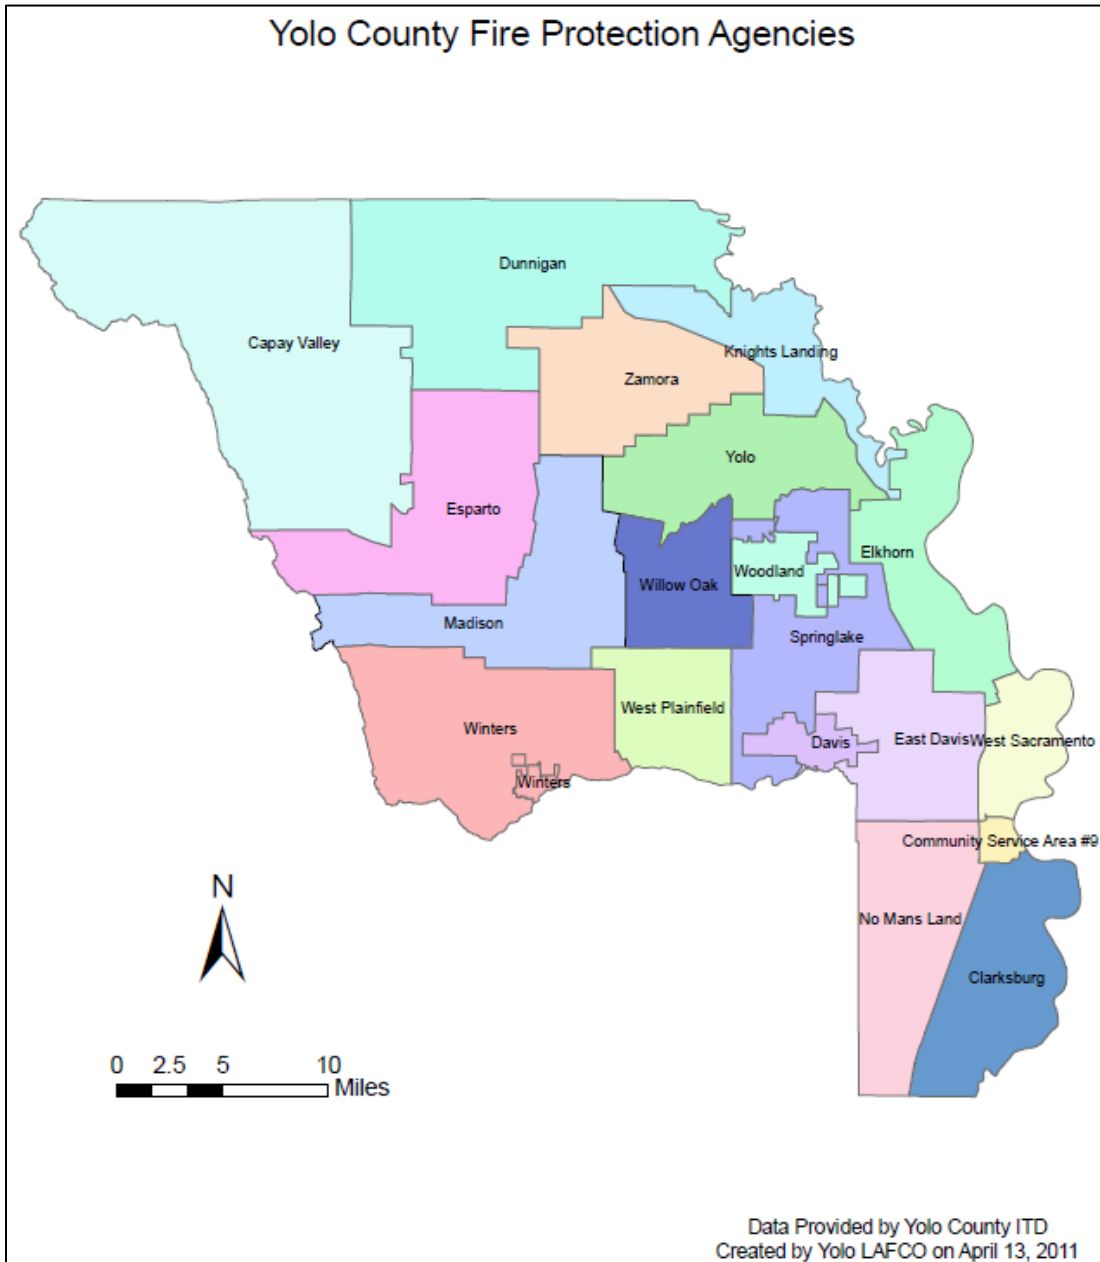 Yolo County Fire Protection Agencies
Dunnigan
Capay Valley
Knights Landing
Zamora
Yolo
Esparto
Elkhorn
Woodland
Willow Oak
Madison
Springlake
West Plainfield
Winters
Davis
East Davis
West Sacramento
Winters
Community Service Area #9
No Mans Land
Clarksburg
N
0 2.5 5 10
Miles
Data Provided by Yolo County ITD
Created by Yolo LAFCO on April 13, 2011